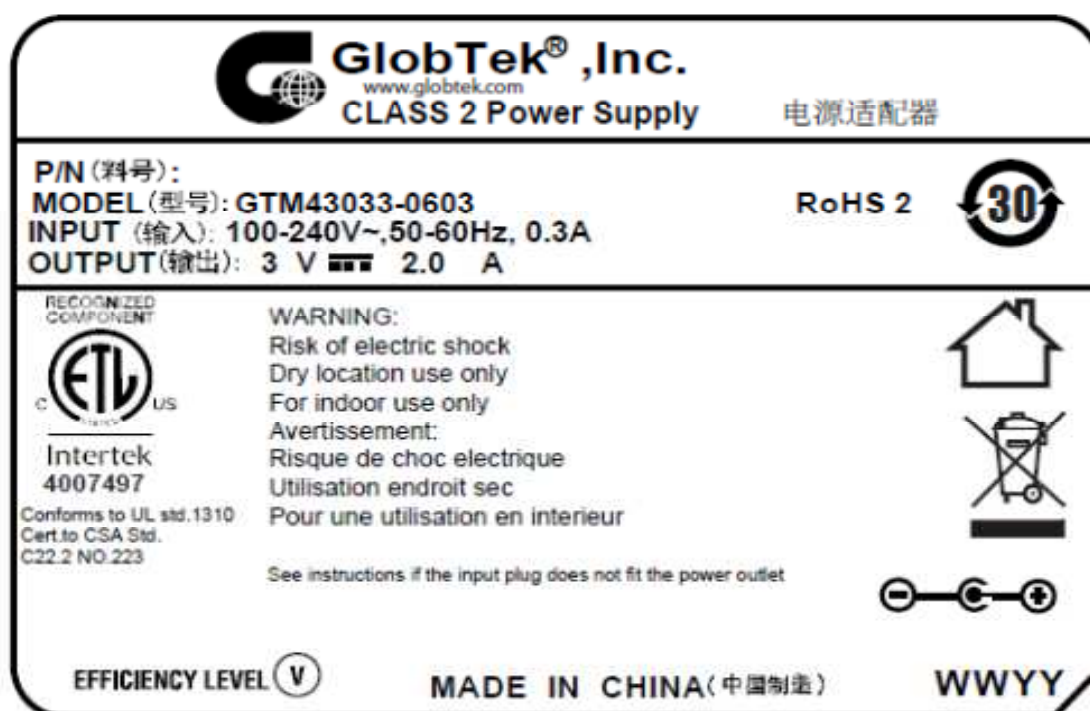 GlobTek® ,Inc.
www.globtek.com
CLASS 2 Power Supply 电源适配器
P/N(料号):
MODEL(型号): GTM43033-0603
RoHS 2
30
INPUT (输入): 100-240V~,50-60Hz, 0.3A
OUTPUT(输出): 3 V 2.0 A
RECOGNIZED
COMPONENT
ETL
C US
Intertek
4007497
Conforms to UL std.1310
Cert.to CSA Std.
C22.2 NO.223
WARNING:
Risk of electric shock
Dry location use only
For indoor use only
Avertissement:
Risque de choc electrique
Utilisation endroit sec
Pour une utilisation en interieur
See instructions if the input plug does not fit the power outlet
EFFICIENCY LEVEL V
MADE IN CHINA(中国制造)
WWYY